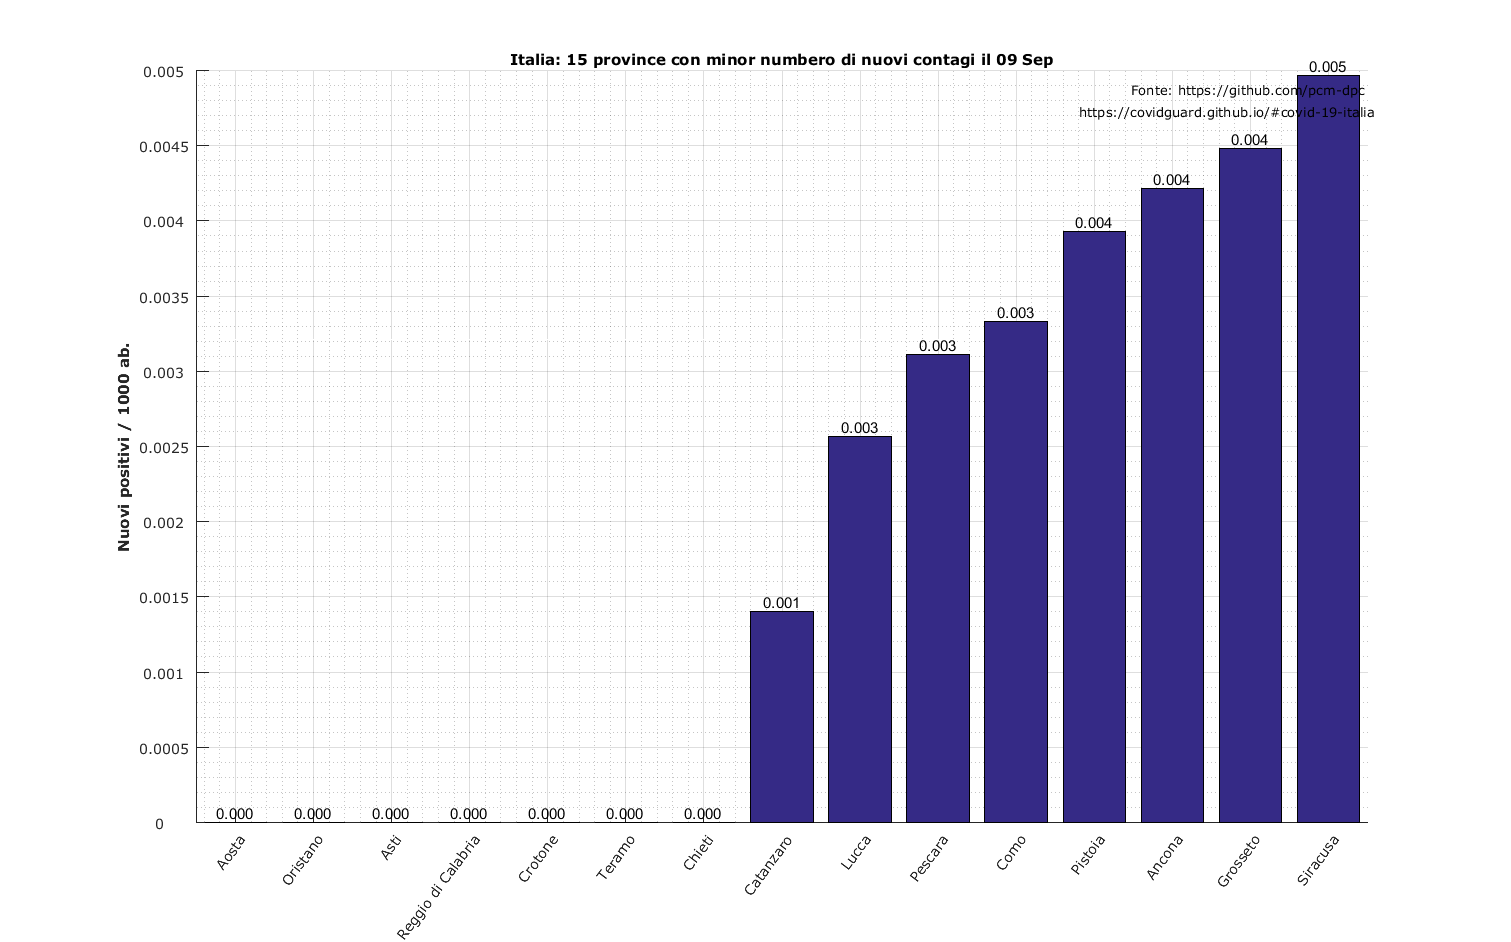 Italia: 15 province con minor numbero di nuovi contagi il 09 Sep
Fonte: https://github.com/pcm-dpc
https://covidguard.github.io/#covid-19-italia
Nuovi positivi / 1000 ab.
0.005
0.0045
0.004
0.0035
0.003
0.0025
0.002
0.0015
0.001
0.0005
0
0.000
0.000
0.000
0.000
0.000
0.000
0.000
0.001
0.003
0.003
0.003
0.004
0.004
0.004
0.005
Aosta
Oristano
Asti
Reggio di Calabria
Crotone
Teramo
Chieti
Catanzaro
Lucca
Pescara
Como
Pistoia
Ancona
Grosseto
Siracusa